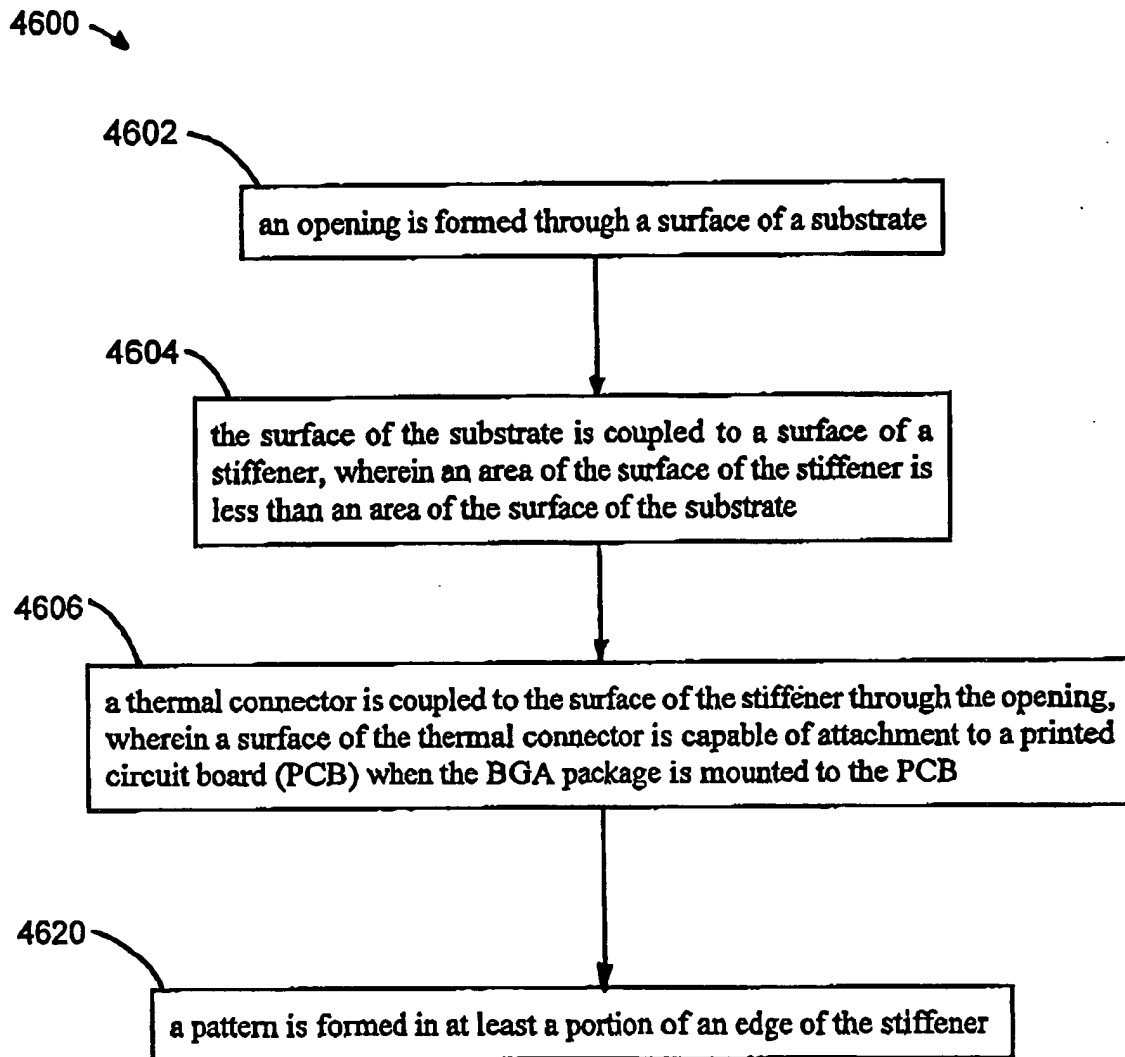 4600
4602
an opening is formed through a surface of a substrate
4604
the surface of the substrate is coupled to a surface of a
stiffener, wherein an area of the surface of the stiffener is
less than an area of the surface of the substrate
4606
a thermal connector is coupled to the surface of the stiffener through the opening,
wherein a surface of the thermal connector is capable of attachment to a printed
circuit board (PCB) when the BGA package is mounted to the PCB
4620
a pattern is formed in at least a portion of an edge of the stiffener